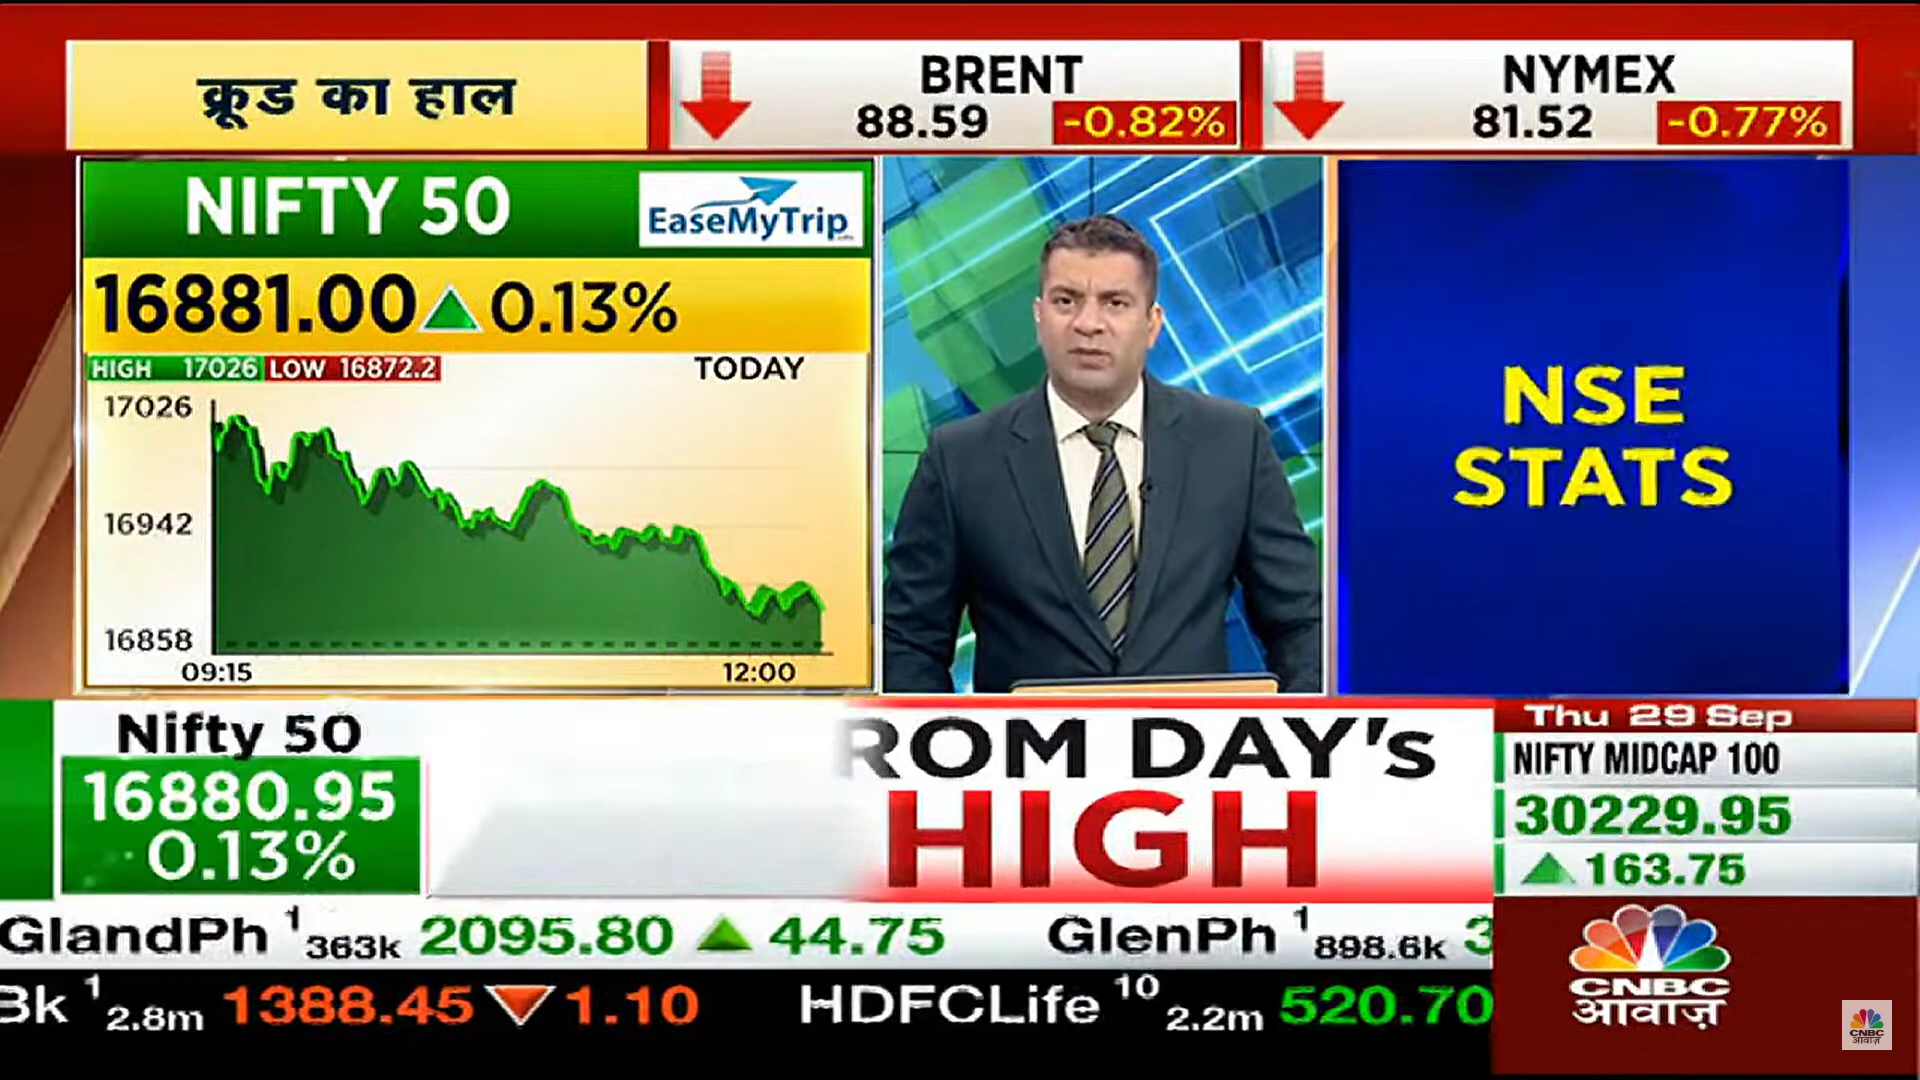 क्रूड का हाल
BRENT
88.59 -0.82%
NYMEX
81.52 -0.77%
NIFTY 50
EaseMyTrip
16881.00 0.13%
HIGH 17026 LOW 16872.2
TODAY
17026
16942
16858
09:15 12:00
NSE
STATS
Nifty 50
16880.95
0.13%
ROM DAY's
HIGH
Thu 29 Sep
NIFTY MIDCAP 100
30229.95
163.75
GlandPh 1 363k 2095.80 44.75 GlenPh 1 898.6k 3
Bk 1 2.8m 1388.45 1.10 HDFCLife 10 2.2m 520.70
CNBC
आवाज़
CNBC
आवाज़